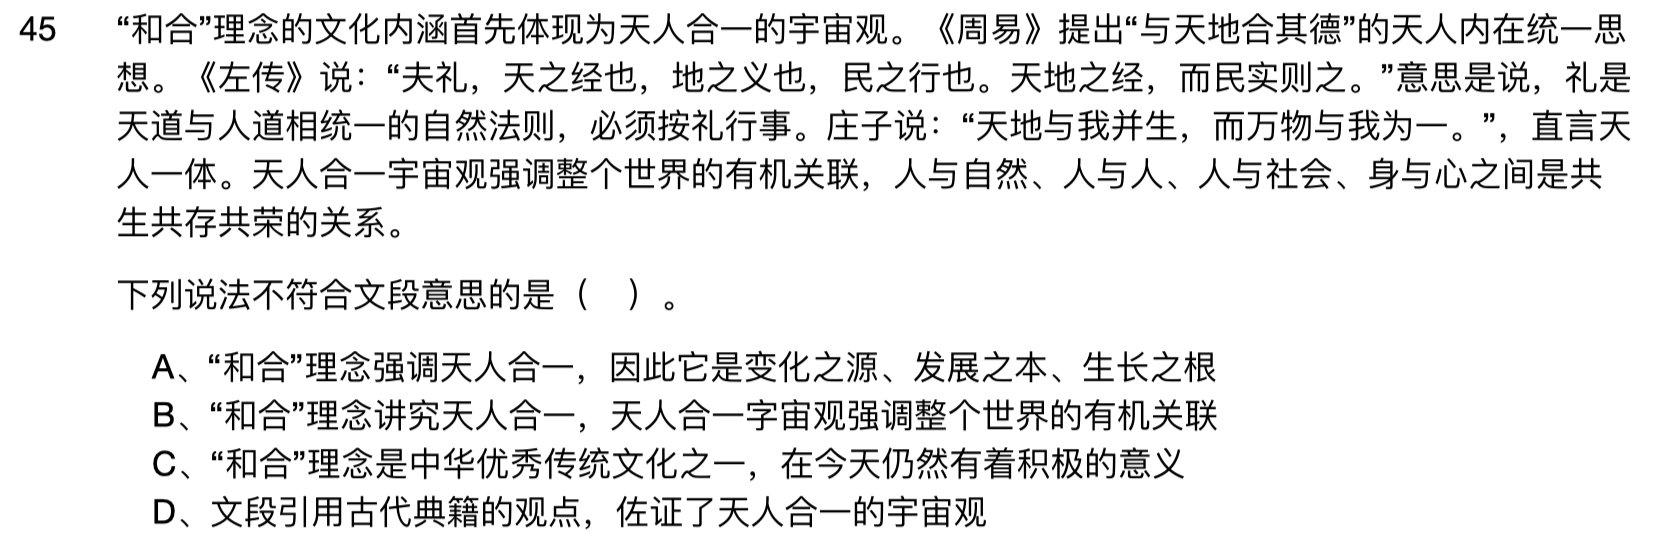 45 “和合”理念的文化内涵首先体现为天人合一的宇宙观。《周易》提出“与天地合其德”的天人内在统一思
想。《左传》说：“夫礼，天之经也，地之义也，民之行也。天地之经，而民实则之。”意思是说，礼是
天道与人道相统一的自然法则，必须按礼行事。庄子说：“天地与我并生，而万物与我为一。”，直言天
人一体。天人合一宇宙观强调整个世界的有机关联，人与自然、人与人、人与社会、身与心之间是共
生共存共荣的关系。
下列说法不符合文段意思的是（　）。
A、“和合”理念强调天人合一，因此它是变化之源、发展之本、生长之根
B、“和合”理念讲究天人合一，天人合一字宙观强调整个世界的有机关联
C、“和合”理念是中华优秀传统文化之一，在今天仍然有着积极的意义
D、文段引用古代典籍的观点，佐证了天人合一的宇宙观